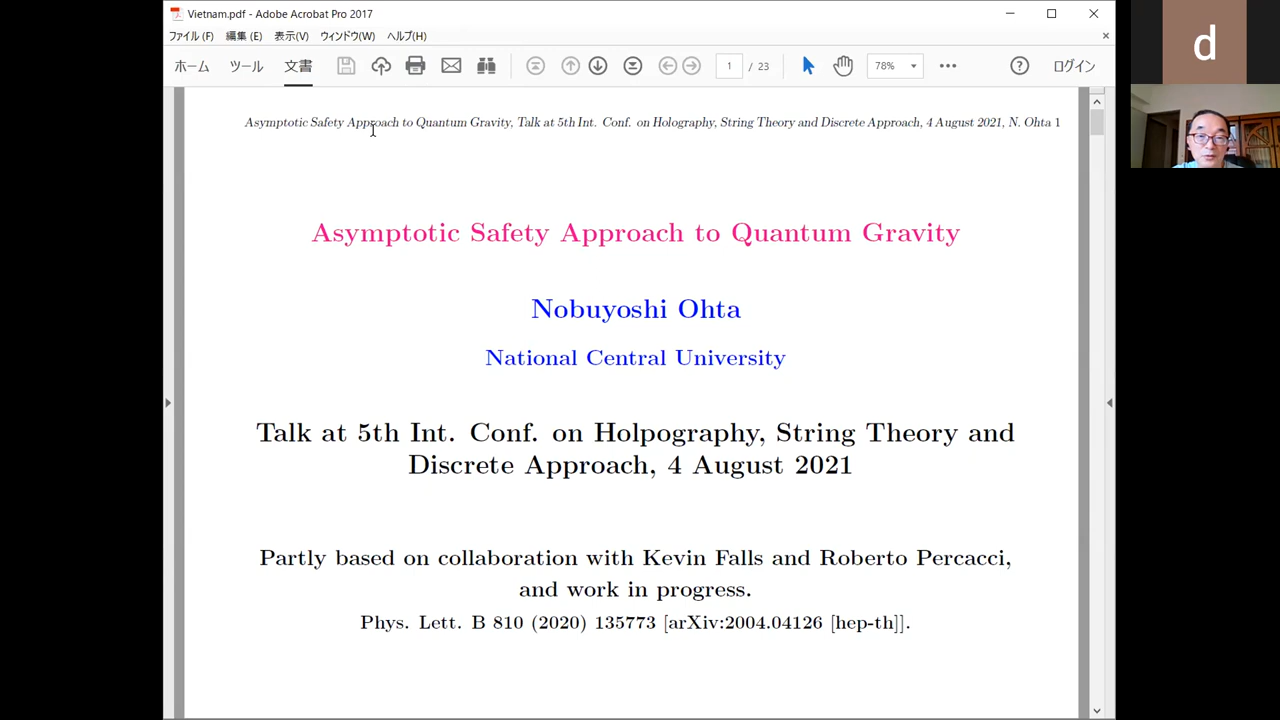 Vietnam.pdf - Adobe Acrobat Pro 2017
ファイル (F) 編集 (E) 表示(V) ウィンドウ(W) ヘルプ(H)
ホーム ツール 文書 1 / 23 78% ログイン
Asymptotic Safety Approach to Quantum Gravity, Talk at 5th Int. Conf. on Holography, String Theory and Discrete Approach, 4 August 2021, N. Ohta 1
Asymptotic Safety Approach to Quantum Gravity
Nobuyoshi Ohta
National Central University
Talk at 5th Int. Conf. on Holpography, String Theory and
Discrete Approach, 4 August 2021
Partly based on collaboration with Kevin Falls and Roberto Percacci,
and work in progress.
Phys. Lett. B 810 (2020) 135773 [arXiv:2004.04126 [hep-th]].
d